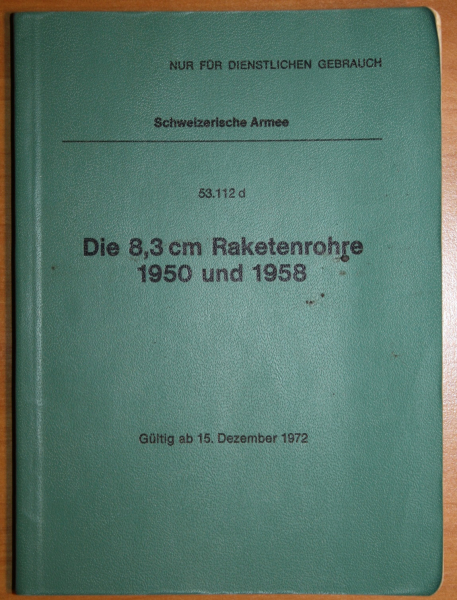 NUR FÜR DIENSTLICHEN GEBRAUCH
Schweizerische Armee
53.112 d
Die 8,3 cm Raketenrohre
1950 und 1958
Gültig ab 15. Dezember 1972